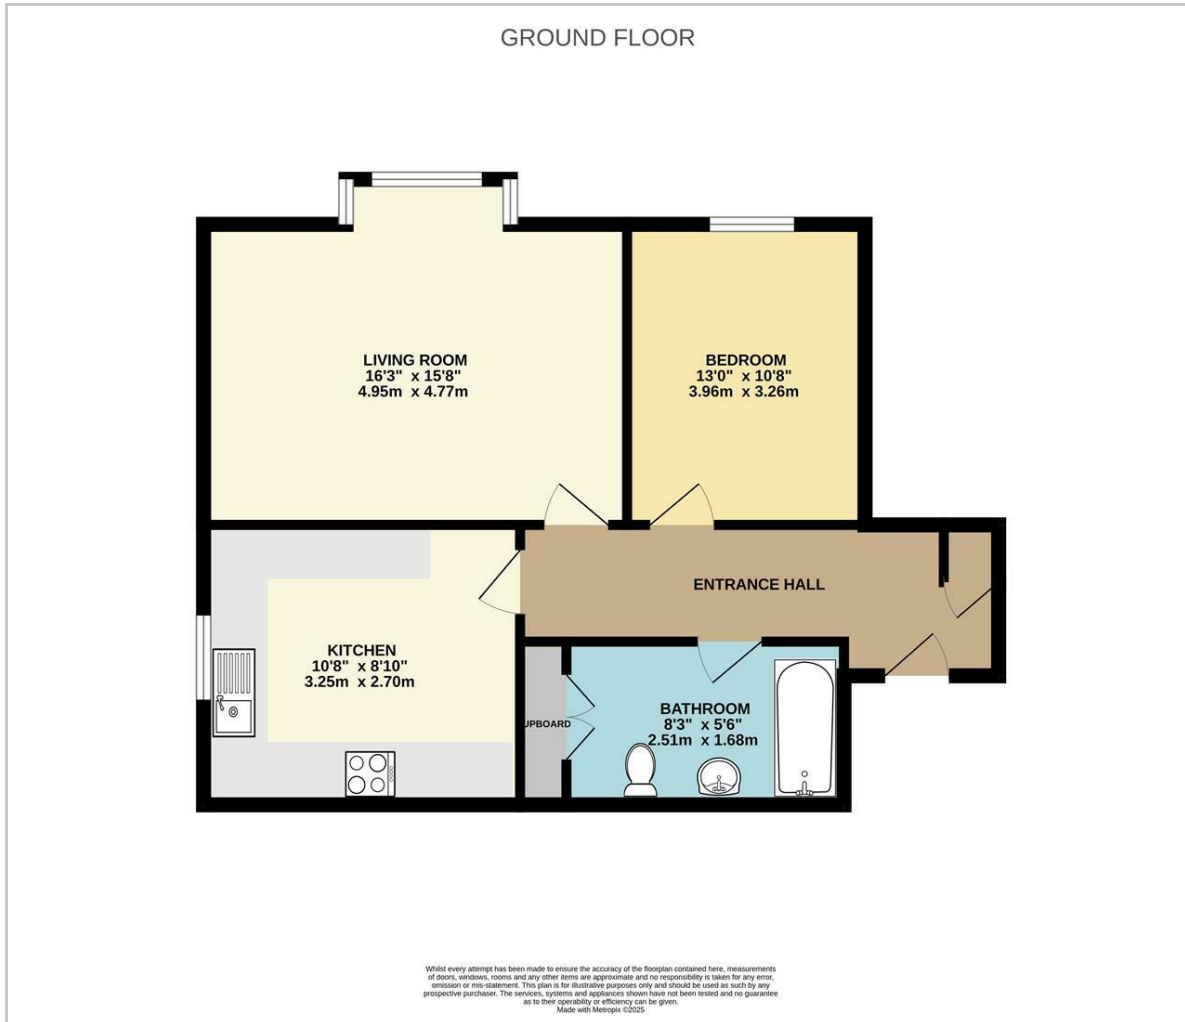 GROUND FLOOR
LIVING ROOM
16'3" x 15'8"
4.95m x 4.77m
BEDROOM
13'0" x 10'8"
3.96m x 3.26m
ENTRANCE HALL
KITCHEN
10'8" x 8'10"
3.25m x 2.70m
UPBOARD
BATHROOM
8'3" x 5'6"
2.51m x 1.68m
Whilst every attempt has been made to ensure the accuracy of the floorplan contained here, measurements
of doors, windows, rooms and any other items are approximate and no responsibility is taken for any error,
omission or mis-statement. This plan is for illustrative purposes only and should be used as such by any
prospective purchaser. The services, systems and appliances shown have not been tested and no guarantee
as to their operability or efficiency can be given.
Made with Metropix ©2025